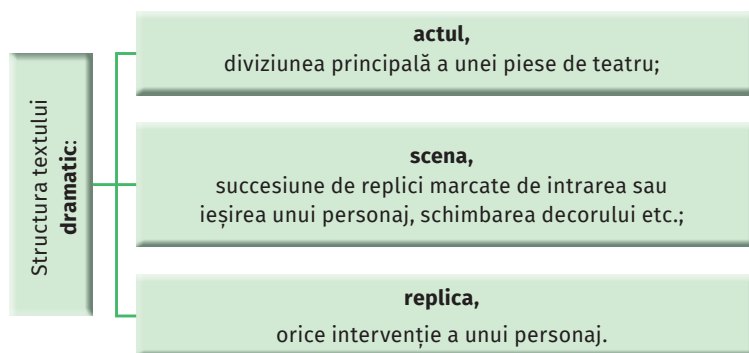 Structura textului
dramatic:
actul,
diviziunea principală a unei piese de teatru;
scena,
succesiune de replici marcate de intrarea sau
ieșirea unui personaj, schimbarea decorului etc.;
replica,
orice intervenție a unui personaj.